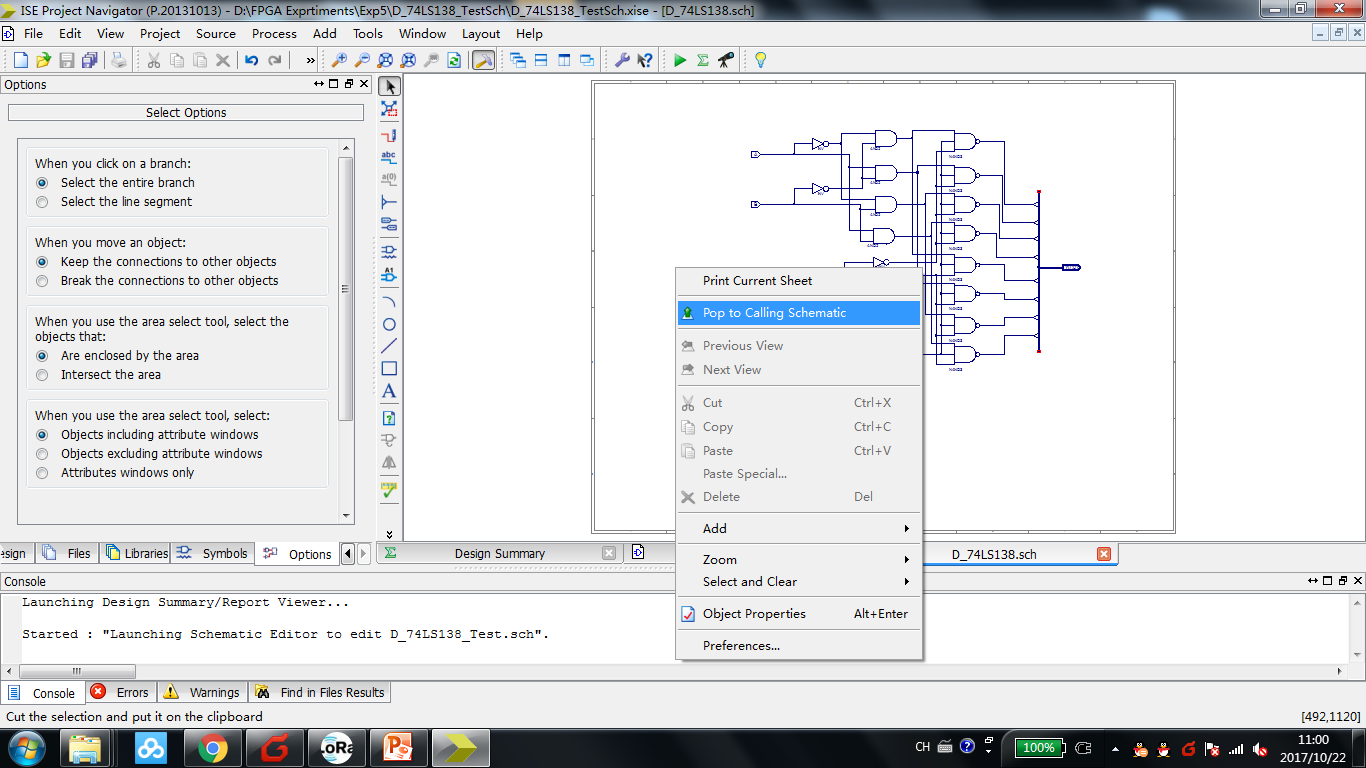 ISE Project Navigator (P.20131013) - D:\FPGA Exprtiments\Exp5\D_74LS138_TestSch\D_74LS138_TestSch.xise - [D_74LS138.sch]
File Edit View Project Source Process Add Tools Window Layout Help
Options
Select Options
When you click on a branch:
Select the entire branch
Select the line segment
When you move an object:
Keep the connections to other objects
Break the connections to other objects
When you use the area select tool, select the
objects that:
Are enclosed by the area
Intersect the area
When you use the area select tool, select:
Objects including attribute windows
Objects excluding attribute windows
Attributes windows only
Print Current Sheet
Pop to Calling Schematic
Previous View
Next View
Cut Ctrl+X
Copy Ctrl+C
Paste Ctrl+V
Paste Special...
Delete Del
Add
Zoom
Select and Clear
Object Properties Alt+Enter
Preferences...
esign Files Libraries Symbols Options
Design Summary
D_74LS138.sch
Console
Launching Design Summary/Report Viewer...
Started : "Launching Schematic Editor to edit D_74LS138_Test.sch".
Console Errors Warnings Find in Files Results
Cut the selection and put it on the clipboard
[492,1120]
CH
100%
11:00
2017/10/22